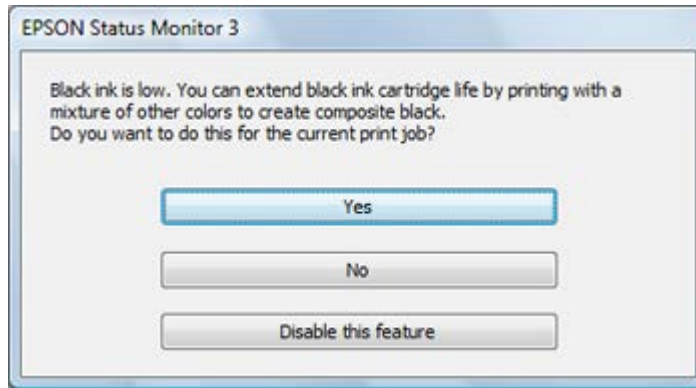 EPSON Status Monitor 3
Black ink is low. You can extend black ink cartridge life by printing with a
mixture of other colors to create composite black.
Do you want to do this for the current print job?
Yes
No
Disable this feature